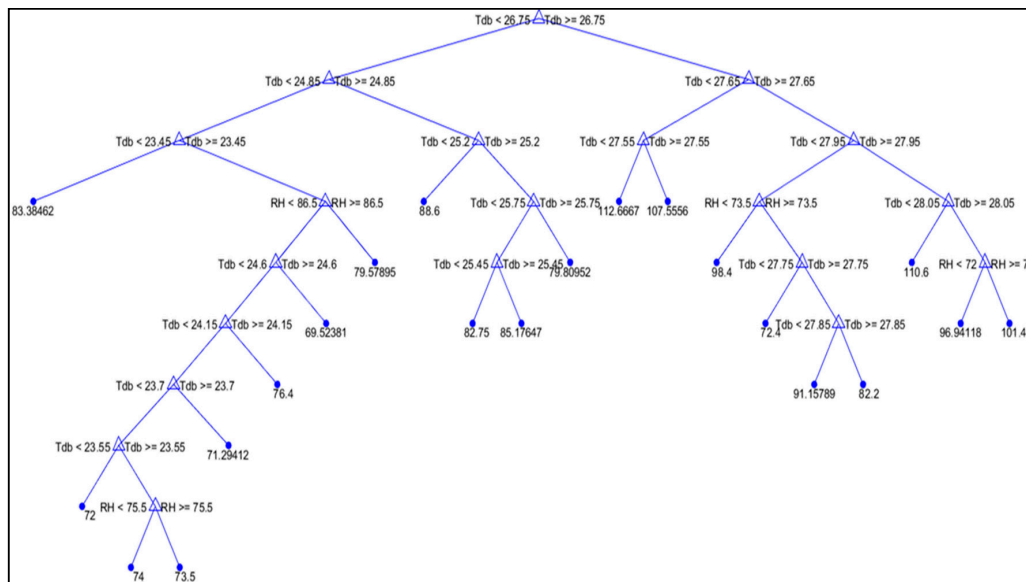 Tdb < 26.75 Tdb >= 26.75
Tdb < 24.85 Tdb >= 24.85
Tdb < 27.65 Tdb >= 27.65
Tdb < 23.45 Tdb >= 23.45
Tdb < 25.2 Tdb >= 25.2
Tdb < 27.55 Tdb >= 27.55
Tdb < 27.95 Tdb >= 27.95
83.38462
RH < 86.5 RH >= 86.5
88.6
Tdb < 25.75 Tdb >= 25.75
112.6667
107.5556
RH < 73.5 RH >= 73.5
Tdb < 28.05 Tdb >= 28.05
Tdb < 24.6 Tdb >= 24.6
79.57895
Tdb < 25.45 Tdb >= 25.45
79.80952
98.4
Tdb < 27.75 Tdb >= 27.75
110.6
RH < 72 RH >= 7
Tdb < 24.15 Tdb >= 24.15
69.52381
82.75
85.17647
72.4
Tdb < 27.85 Tdb >= 27.85
96.94118
101.4
Tdb < 23.7 Tdb >= 23.7
76.4
91.15789
82.2
Tdb < 23.55 Tdb >= 23.55
71.29412
72
RH < 75.5 RH >= 75.5
74
73.5